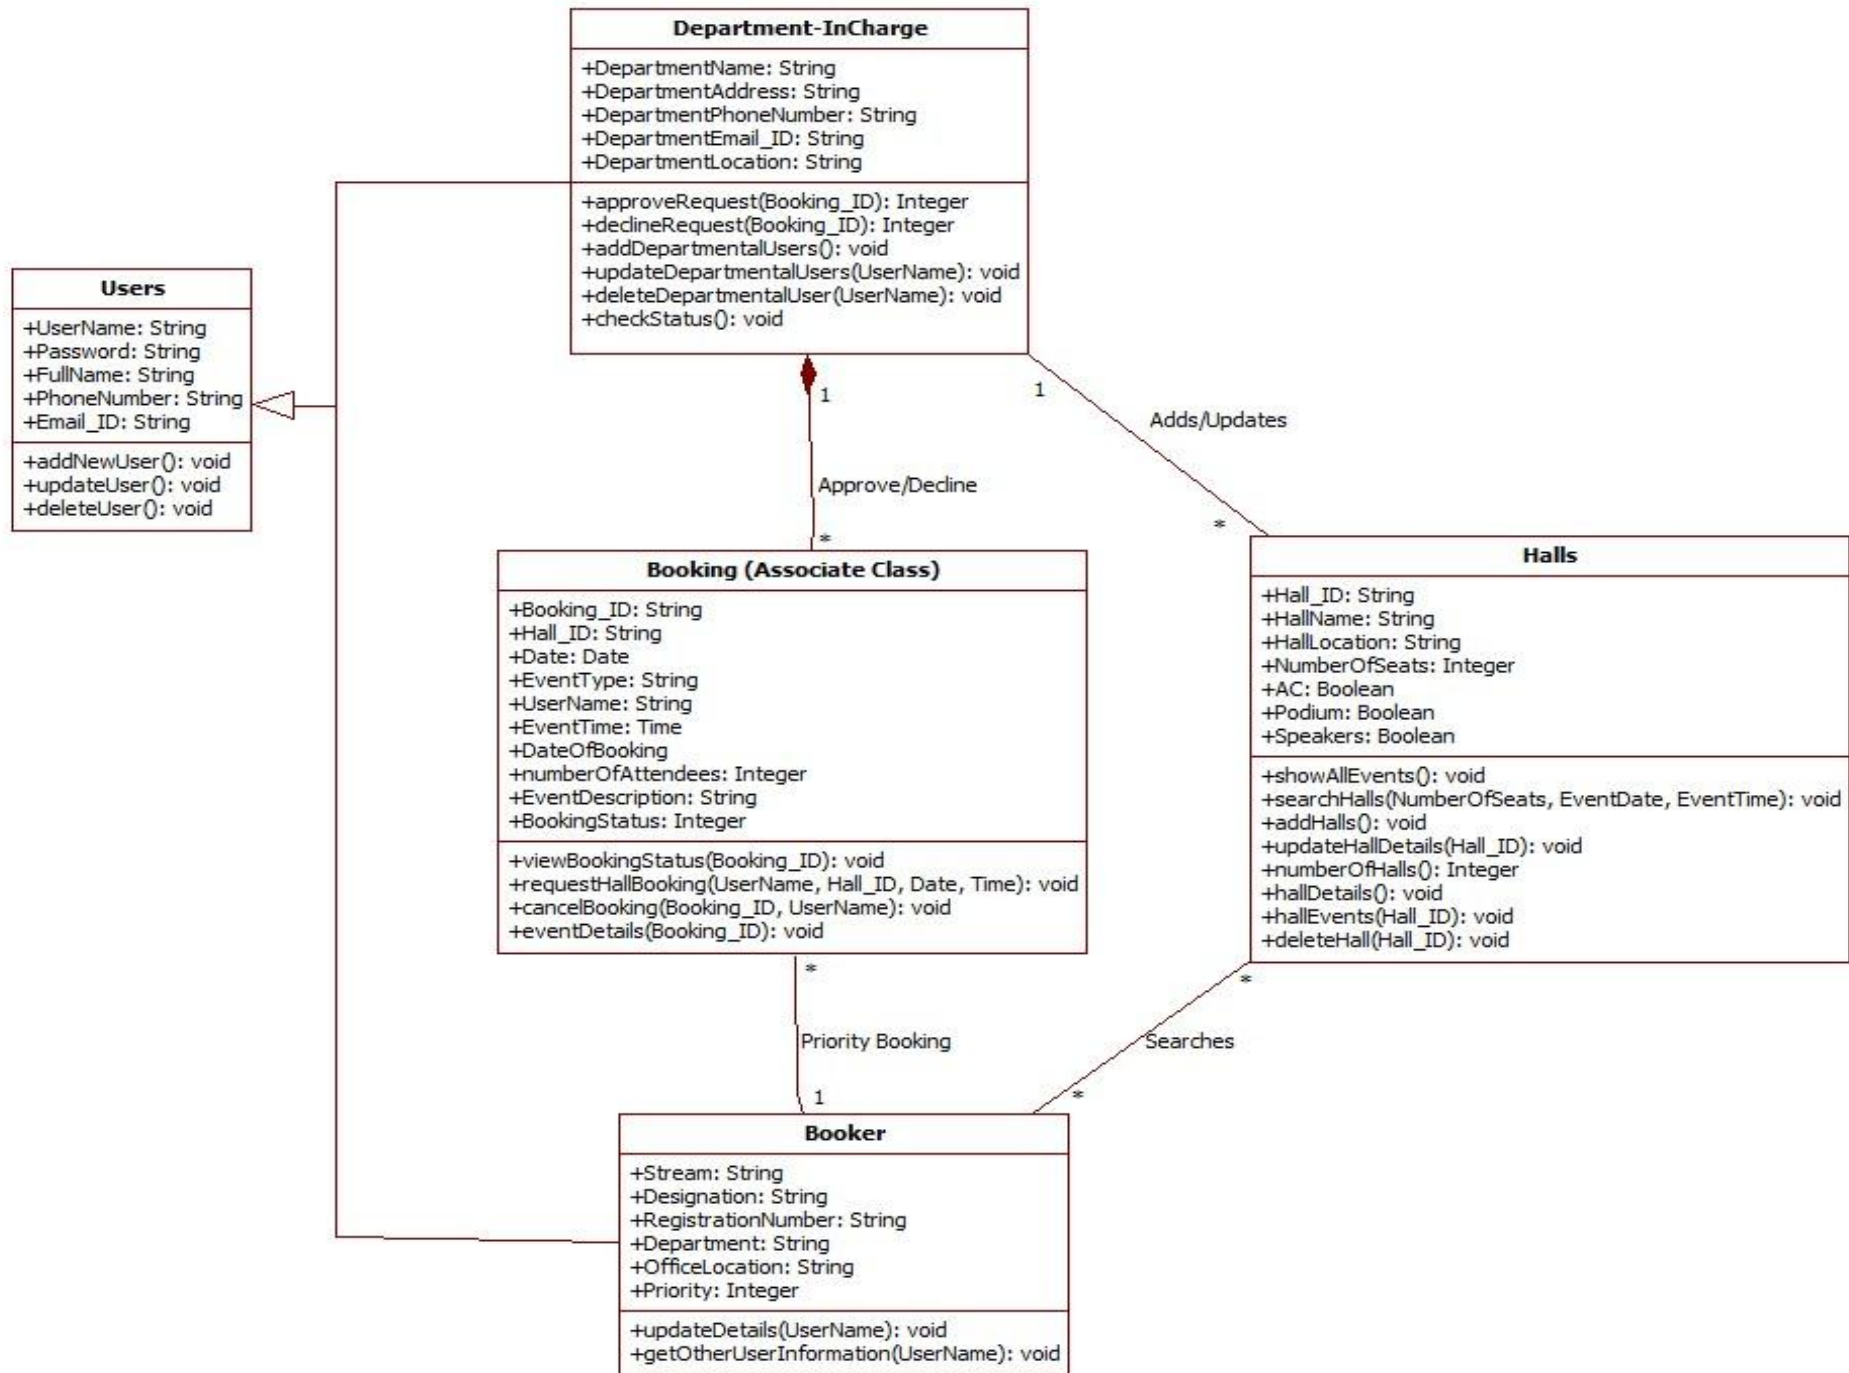 Department-InCharge
+DepartmentName: String
+DepartmentAddress: String
+DepartmentPhoneNumber: String
+DepartmentEmail_ID: String
+DepartmentLocation: String
+approveRequest(Booking_ID): Integer
+declineRequest(Booking_ID): Integer
+addDepartmentalUsers(): void
+updateDepartmentalUsers(UserName): void
+deleteDepartmentalUser(UserName): void
+checkStatus(): void
Users
+UserName: String
+Password: String
+FullName: String
+PhoneNumber: String
+Email_ID: String
+addNewUser(): void
+updateUser(): void
+deleteUser(): void
1
Approve/Decline
*
1
Adds/Updates
*
Booking (Associate Class)
+Booking_ID: String
+Hall_ID: String
+Date: Date
+EventType: String
+UserName: String
+EventTime: Time
+DateOfBooking
+numberOfAttendees: Integer
+EventDescription: String
+BookingStatus: Integer
+viewBookingStatus(Booking_ID): void
+requestHallBooking(UserName, Hall_ID, Date, Time): void
+cancelBooking(Booking_ID, UserName): void
+eventDetails(Booking_ID): void
Halls
+Hall_ID: String
+HallName: String
+HallLocation: String
+NumberOfSeats: Integer
+AC: Boolean
+Podium: Boolean
+Speakers: Boolean
+showAllEvents(): void
+searchHalls(NumberOfSeats, EventDate, EventTime): void
+addHalls(): void
+updateHallDetails(Hall_ID): void
+numberOfHalls(): Integer
+hallDetails(): void
+hallEvents(Hall_ID): void
+deleteHall(Hall_ID): void
*
Priority Booking
1
*
Searches
*
Booker
+Stream: String
+Designation: String
+RegistrationNumber: String
+Department: String
+OfficeLocation: String
+Priority: Integer
+updateDetails(UserName): void
+getOtherUserInformation(UserName): void